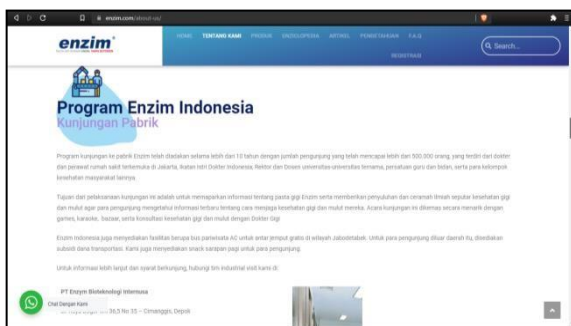 enzim.com/about-us/
enzim
HOME TENTANG KAMI PRODUK ENZICLOPEDIA ARTIKEL PENGETAHUAN F.A.Q
REGISTRASI
Search...
Program Enzim Indonesia
Kunjungan Pabrik
Program kunjungan ke pabrik Enzim telah diadakan selama lebih dari 10 tahun dengan jumlah pengunjung yang telah mencapai lebih dari 500.000 orang, yang terdiri dari dokter
dan perawat rumah sakit terkemuka di Jakarta, Ikatan Istri Dokter Indonesia, Rektor dan Dosen universitas-universitas ternama, persatuan guru dan bidan, serta para kelompok
kesehatan masyarakat lainnya.
Tujuan dari pelaksanaan kunjungan ini adalah untuk memaparkan informasi tentang pasta gigi Enzim serta memberikan penyuluhan dan ceramah ilmiah seputar kesehatan gigi
dan mulut agar para pengunjung mengetahui informasi terbaru tentang cara menjaga kesehatan gigi dan mulut mereka. Acara kunjungan ini dikemas secara menarik dengan
games, karaoke, bazaar, serta konsultasi kesehatan gigi dan mulut dengan Dokter Gigi
Enzim Indonesia juga menyediakan fasilitas berupa bus pariwisata AC untuk antar jemput gratis di wilayah Jabodetabek. Untuk para pengunjung diluar daerah itu, disediakan
subsidi dana transportasi. Kami juga menyediakan snack sarapan pagi untuk para pengunjung.
Untuk informasi lebih lanjut dan syarat berkunjung, hubungi tim industrial visit kami di:
PT Enzym Bioteknologi Internusa
Chat Dengan Kami
36,5 No 35 – Cimanggis, Depok